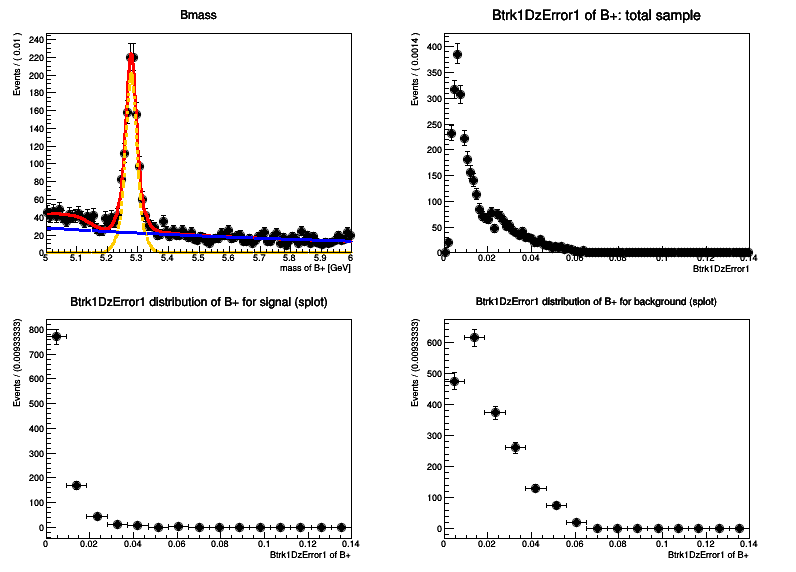 Bmass
Events / ( 0.01 )
240
220
200
180
160
140
120
100
80
60
40
20
0
5 5.1 5.2 5.3 5.4 5.5 5.6 5.7 5.8 5.9 6
mass of B+ [GeV]
Btrk1DzError1 of B+: total sample
Events / ( 0.0014 )
400
350
300
250
200
150
100
50
0 0.02 0.04 0.06 0.08 0.1 0.12 0.14
Btrk1DzError1
Btrk1DzError1 distribution of B+ for signal (splot)
Events / (0.00933333)
800
700
600
500
400
300
200
100
0
0 0.02 0.04 0.06 0.08 0.1 0.12 0.14
Btrk1DzError1 of B+
Btrk1DzError1 distribution of B+ for background (splot)
Events / (0.00933333)
600
500
400
300
200
100
0
0 0.02 0.04 0.06 0.08 0.1 0.12 0.14
Btrk1DzError1 of B+